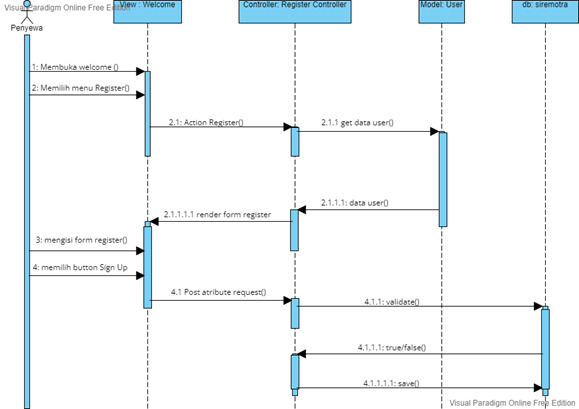 Visual Paradigm Online Free Edition
View : Welcome
Controller: Register Controller
Model: User
db: siremotra
Penyewa
1: Membuka welcome ()
2: Memilih menu Register()
2.1: Action Register()
2.1.1 get data user()
2.1.1.1: data user()
2.1.1.1.1 render form register
3: mengisi form register()
4: memilih button Sign Up
4.1 Post atribute request()
4.1.1: validate()
4.1.1.1: true/false()
4.1.1.1.1: save()
Visual Paradigm Online Free Edition